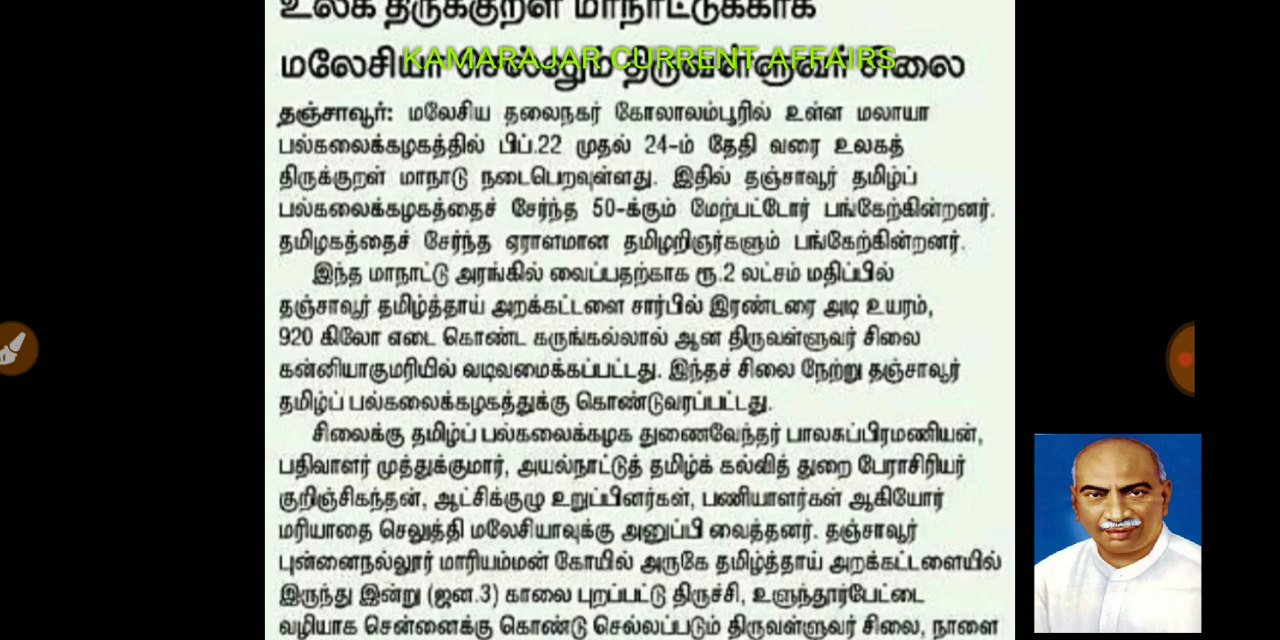 உலக திருக்குறள் மாநாட்டுக்காக
KAMARAJAR CURRENT AFFAIRS
மலேசியா செல்லும் திருவள்ளுவர் சிலை
தஞ்சாவூர்: மலேசிய தலைநகர் கோலாலம்பூரில் உள்ள மலாயா
பல்கலைக்கழகத்தில் பிப்.22 முதல் 24-ம் தேதி வரை உலகத்
திருக்குறள் மாநாடு நடைபெறவுள்ளது. இதில் தஞ்சாவூர் தமிழ்ப்
பல்கலைக்கழகத்தைச் சேர்ந்த 50-க்கும் மேற்பட்டோர் பங்கேற்கின்றனர்.
தமிழகத்தைச் சேர்ந்த ஏராளமான தமிழறிஞர்களும் பங்கேற்கின்றனர்.
இந்த மாநாட்டு அரங்கில் வைப்பதற்காக ரூ.2 லட்சம் மதிப்பில்
தஞ்சாவூர் தமிழ்த்தாய் அறக்கட்டளை சார்பில் இரண்டரை அடி உயரம்,
920 கிலோ எடை கொண்ட கருங்கல்லால் ஆன திருவள்ளுவர் சிலை
கன்னியாகுமரியில் வடிவமைக்கப்பட்டது. இந்தச் சிலை நேற்று தஞ்சாவூர்
தமிழ்ப் பல்கலைக்கழகத்துக்கு கொண்டுவரப்பட்டது.
சிலைக்கு தமிழ்ப் பல்கலைக்கழக துணைவேந்தர் பாலசுப்பிரமணியன்,
பதிவாளர் முத்துக்குமார், அயல்நாட்டுத் தமிழ்க் கல்வித் துறை பேராசிரியர்
குறிஞ்சிகந்தன், ஆட்சிக்குழு உறுப்பினர்கள், பணியாளர்கள் ஆகியோர்
மரியாதை செலுத்தி மலேசியாவுக்கு அனுப்பி வைத்தனர். தஞ்சாவூர்
புன்னைநல்லூர் மாரியம்மன் கோயில் அருகே தமிழ்த்தாய் அறக்கட்டளையில்
இருந்து இன்று (ஜன.3) காலை புறப்பட்டு திருச்சி, உளுந்தூர்பேட்டை
வழியாக சென்னைக்கு கொண்டு செல்லப்படும் திருவள்ளுவர் சிலை, நாளை